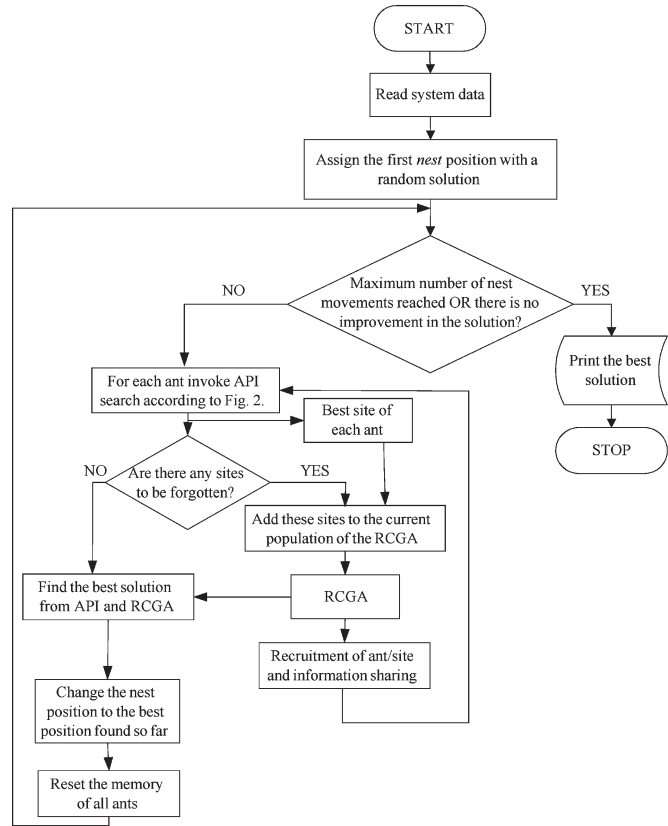 START
Read system data
Assign the first nest position with a
random solution
Maximum number of nest
movements reached OR there is no
improvement in the solution?
NO
YES
Print the best
solution
STOP
For each ant invoke API
search according to Fig. 2.
Best site of
each ant
Are there any sites
to be forgotten?
NO
YES
Add these sites to the current
population of the RCGA
Find the best solution
from API and RCGA
RCGA
Recruitment of ant/site
and information sharing
Change the nest
position to the best
position found so far
Reset the memory
of all ants